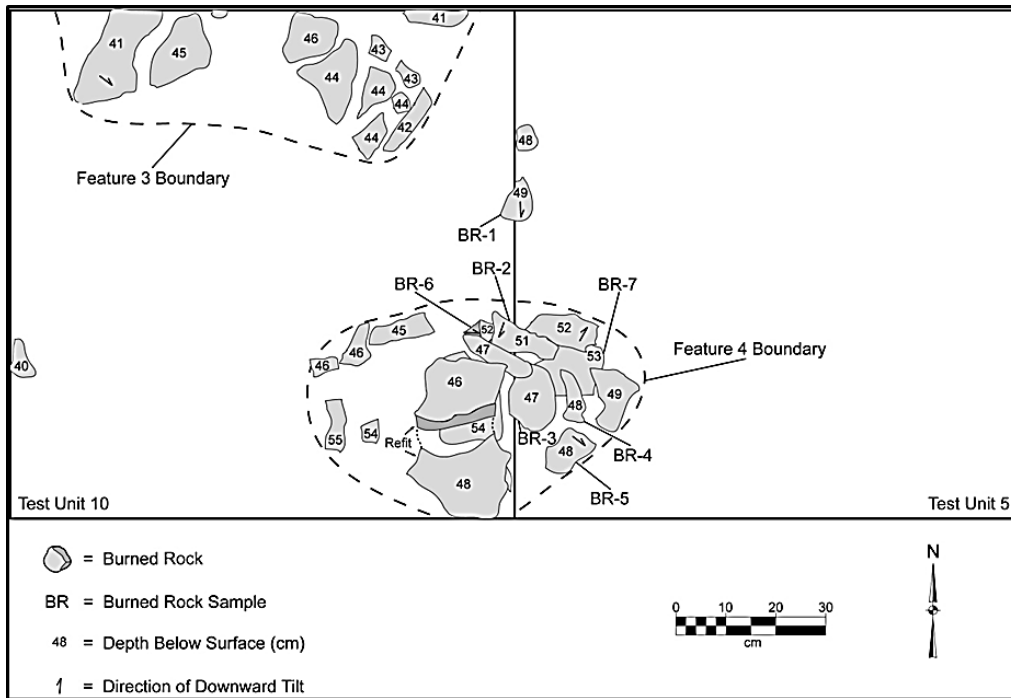 41
41
45
46
43
44
44
43
44
42
44
Feature 3 Boundary
48
49
BR-1
BR-2
BR-6
BR-7
45
52
51
52
46
47
53
Feature 4 Boundary
40
46
46
47
48
49
55
54
54
Refit
BR-3
BR-4
48
48
BR-5
Test Unit 10
Test Unit 5
= Burned Rock
BR = Burned Rock Sample
48 = Depth Below Surface (cm)
= Direction of Downward Tilt
0 10 20 30
cm
N